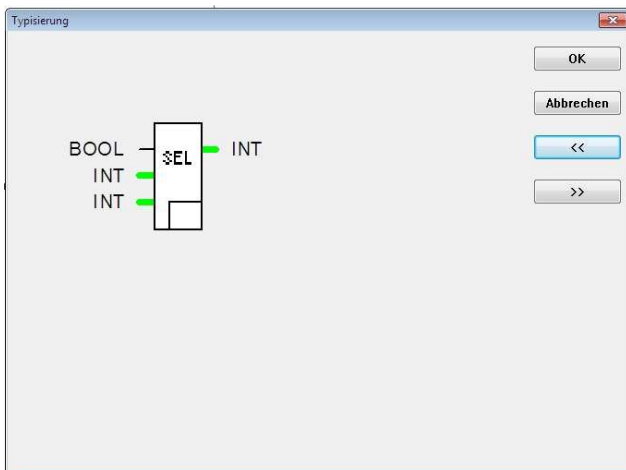 Typisierung
OK
Abbrechen
<<
>>
BOOL SEL INT
INT
INT